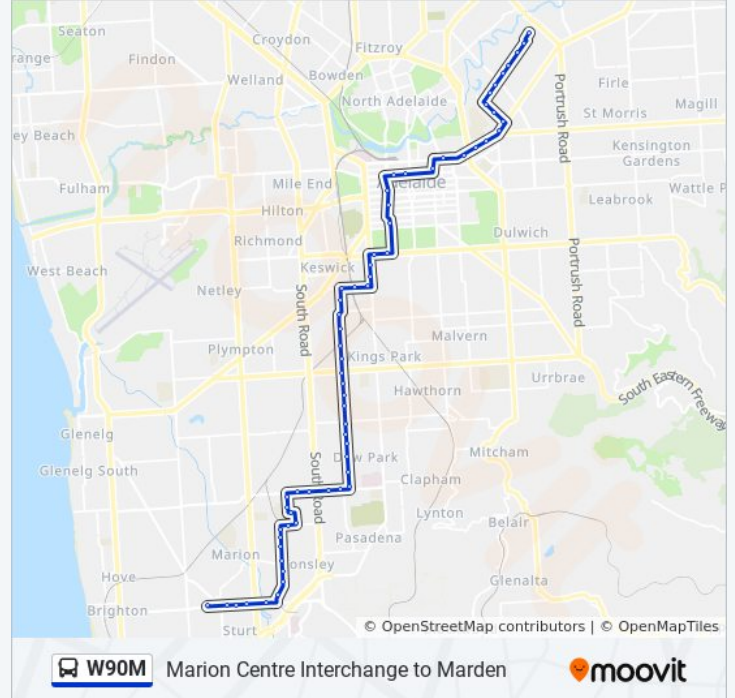 Seaton
Croydon
Fitzroy
range
Findon
Bowden
Welland
North Adelaide
Firle
Portrush Road
St Morris
Magill
ey Beach
Kensington
Gardens
Fulham
Mile End
Adelaide
Wattle P
Leabrook
Hilton
Richmond
Dulwich
West Beach
Keswick
Netley
Portrush Road
South Road
Malvern
Plympton
Kings Park
Urrbrae
Hawthorn
South Eastern Freeway
Glenelg
Mitcham
D w Park
Glenelg South
South Road
Clapham
Lynton
Belair
Pasadena
Marion
onsley
Hove
Glenalta
Brighton
Sturt
© OpenStreetMap contributors | © OpenMapTiles
W90M Marion Centre Interchange to Marden
moovit